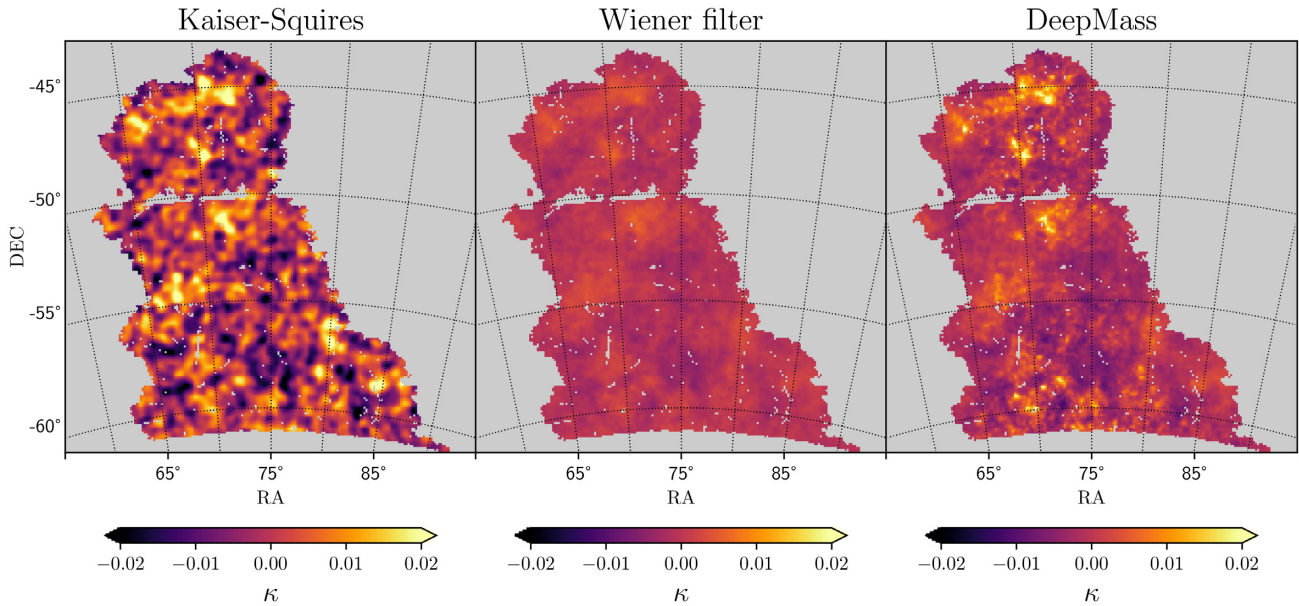 Kaiser-Squires Wiener filter DeepMass
-45°
-50°
DEC
-55°
-60°
65° 75° 85° 65° 75° 85° 65° 75° 85°
RA RA RA
−0.02 −0.01 0.00 0.01 0.02 −0.02 −0.01 0.00 0.01 0.02 −0.02 −0.01 0.00 0.01 0.02
κ κ κ